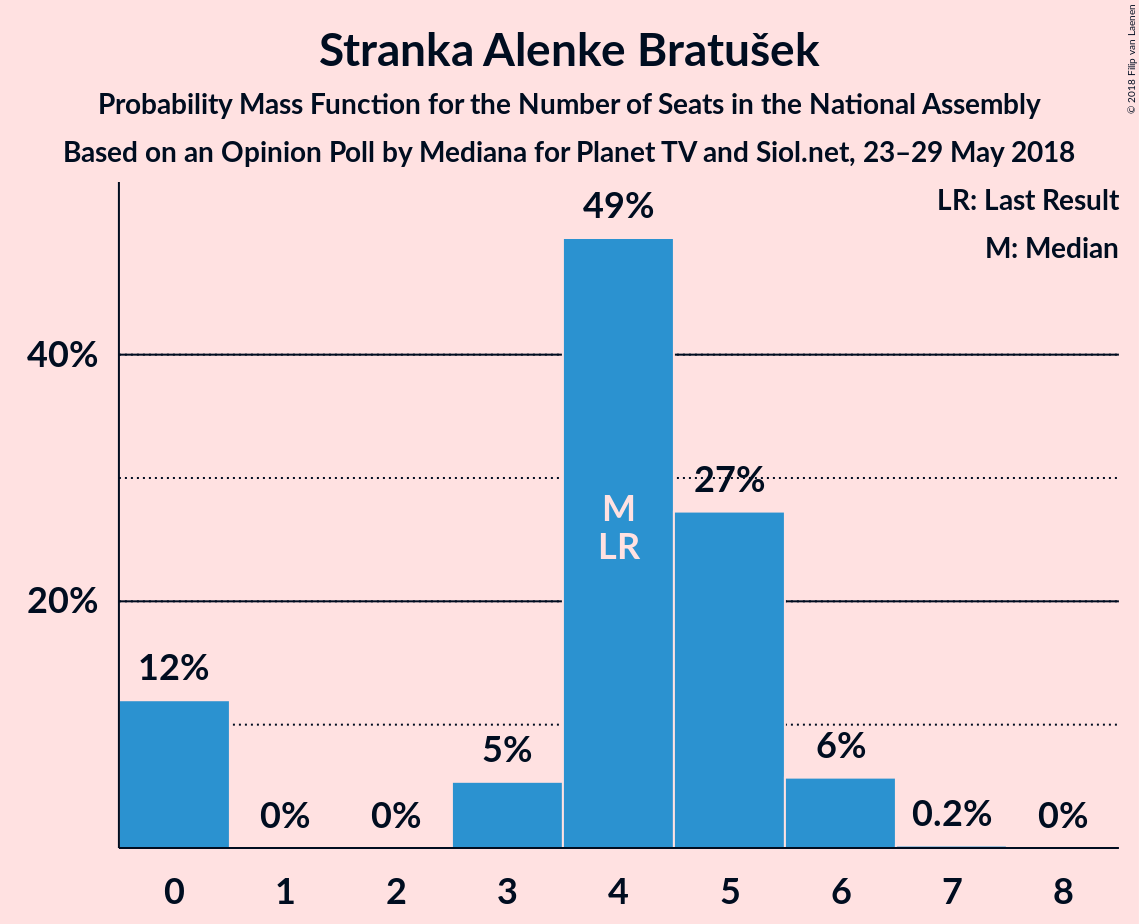 Stranka Alenke Bratušek
Probability Mass Function for the Number of Seats in the National Assembly
Based on an Opinion Poll by Mediana for Planet TV and Siol.net, 23–29 May 2018
© 2018 Filip van Laenen
LR: Last Result
M: Median
49%
40%
27%
M
LR
20%
12%
5%
6%
0%
0%
0.2%
0%
0 1 2 3 4 5 6 7 8